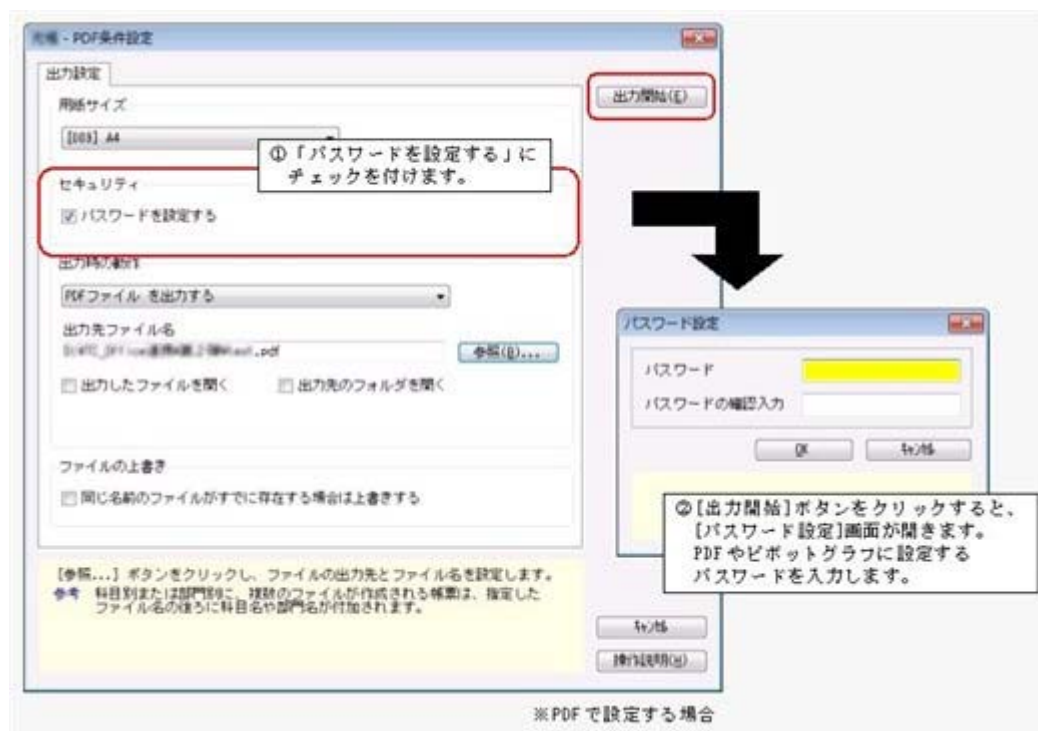 - PDF条件設定
出力設定
出力開始(E)
用紙サイズ
[003] A4
①「パスワードを設定する」に
チェックを付けます。
セキュリティ
パスワードを設定する
出力時の動作
PDFファイル を出力する
出力先ファイル名
.pdf
参照(B)...
出力したファイルを開く
出力先のフォルダを開く
ファイルの上書き
同じ名前のファイルがすでに存在する場合は上書きする
[参照...] ボタンをクリックし、ファイルの出力先とファイル名を設定します。
参考 科目別または部門別に、複数のファイルが作成される帳票は、指定した
ファイル名の後ろに科目名や部門名が付加されます。
キャンセル
操作説明(H)
パスワード設定
パスワード
パスワードの確認入力
OK
キャンセル
②[出力開始]ボタンをクリックすると、
[パスワード設定]画面が開きます。
PDFやピボットグラフに設定する
パスワードを入力します。
※PDFで設定する場合